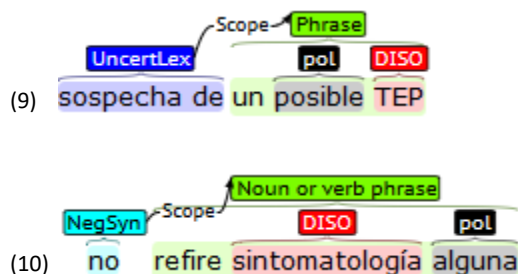 Scope Phrase
UncertLex pol DISO
(9) sospecha de un posible TEP
Noun or verb phrase
NegSyn Scope DISO pol
(10) no refire sintomatología alguna